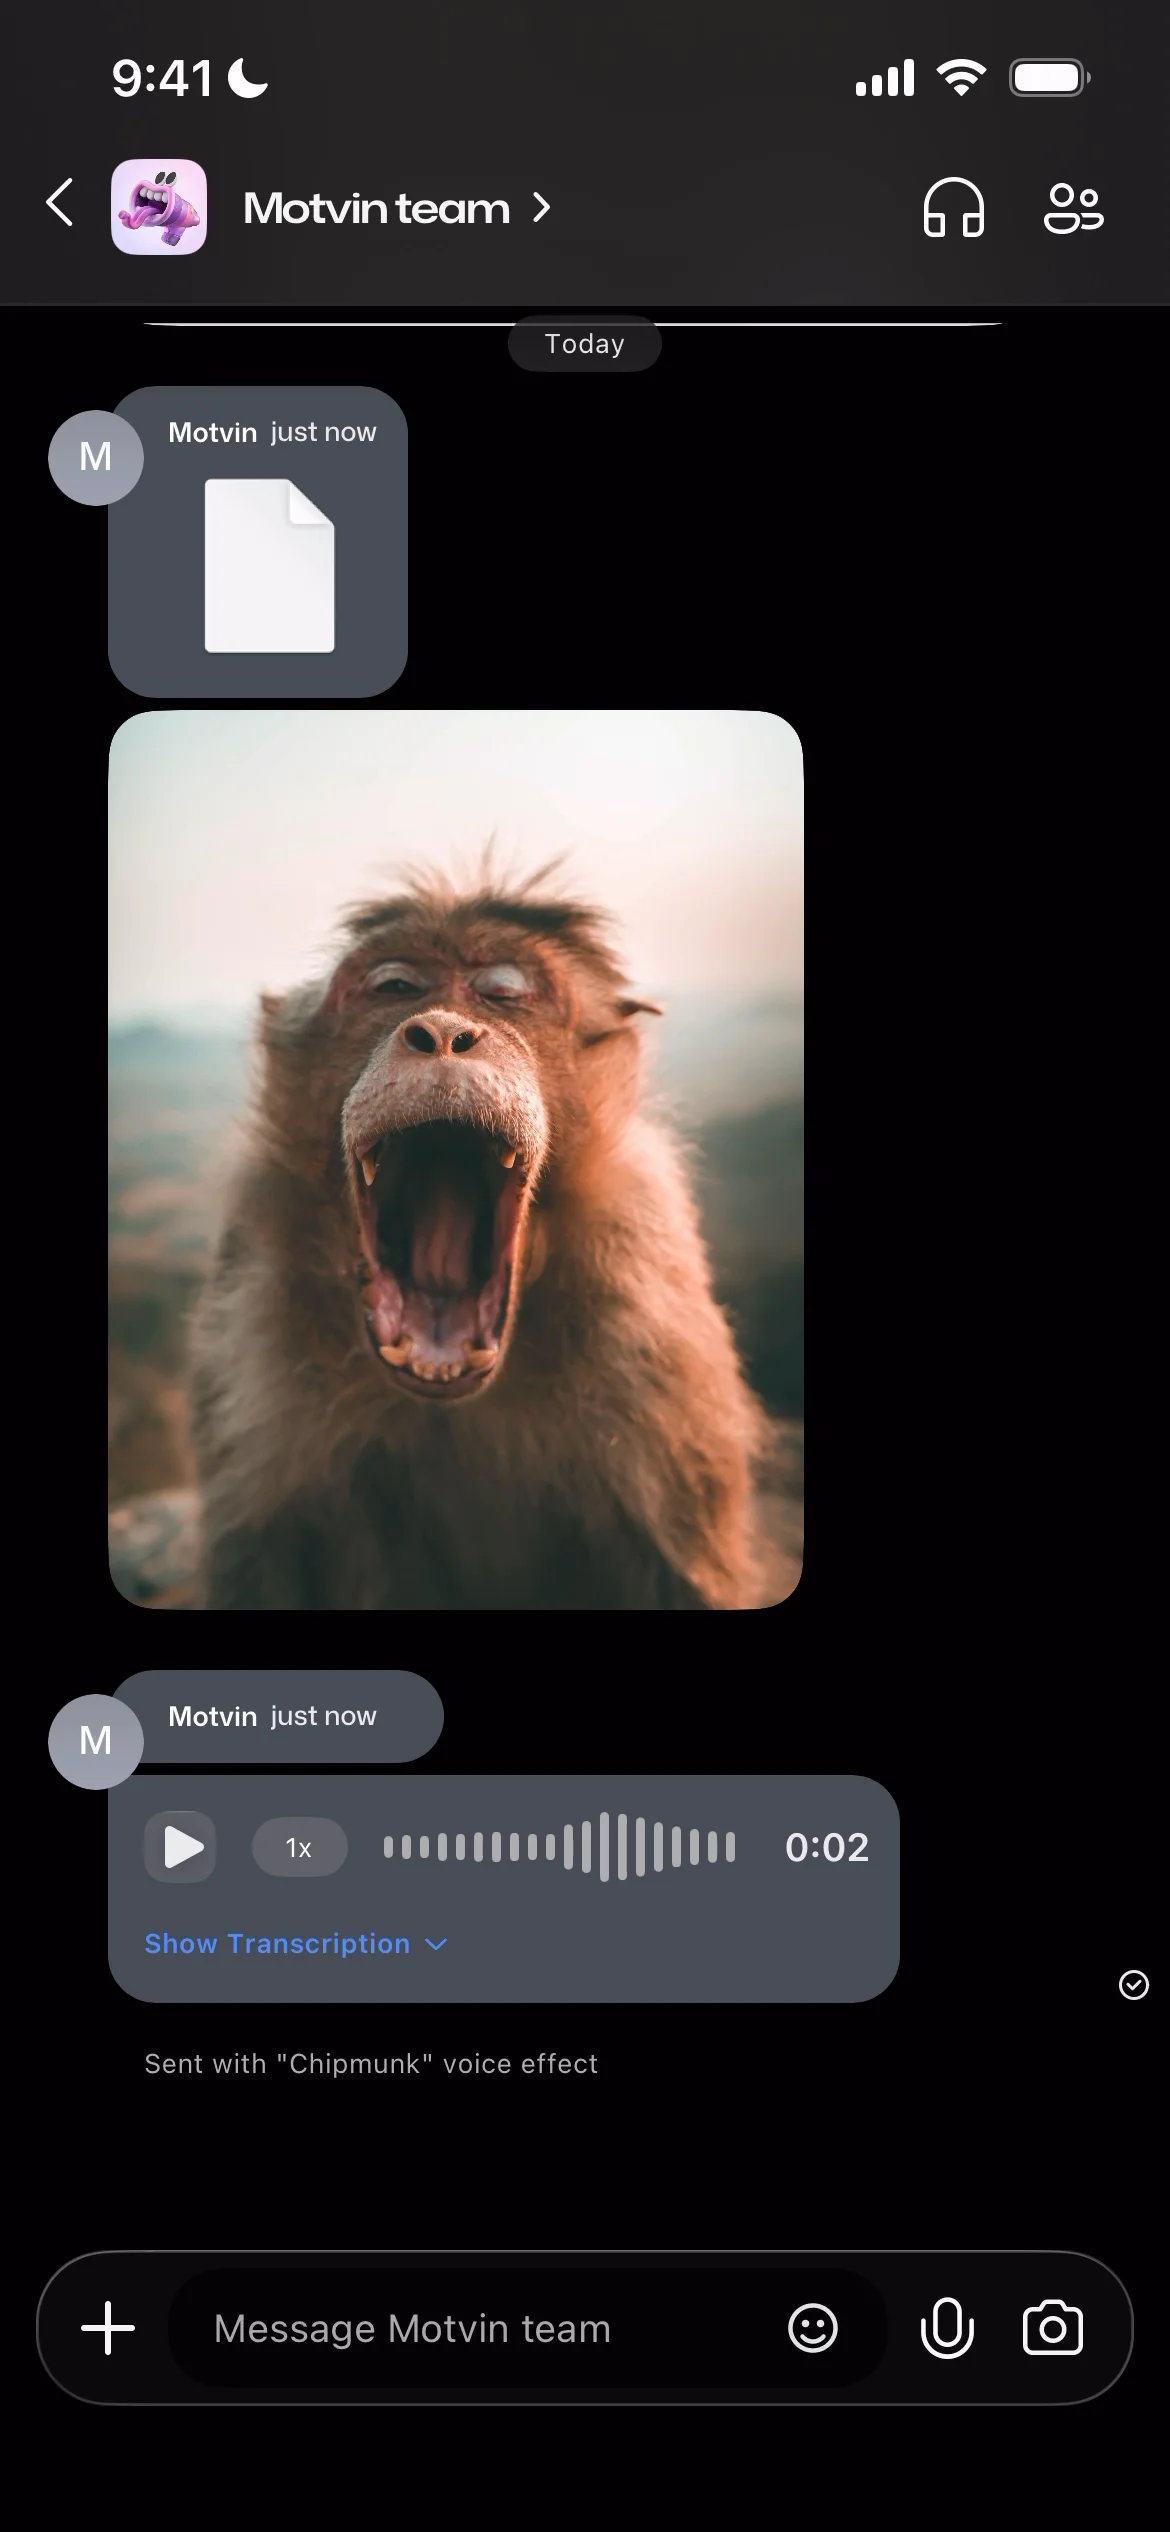 9:41
Motvin team
Today
M
Motvin just now
M
Motvin just now
1x
0:02
Show Transcription
Sent with "Chipmunk" voice effect
Message Motvin team